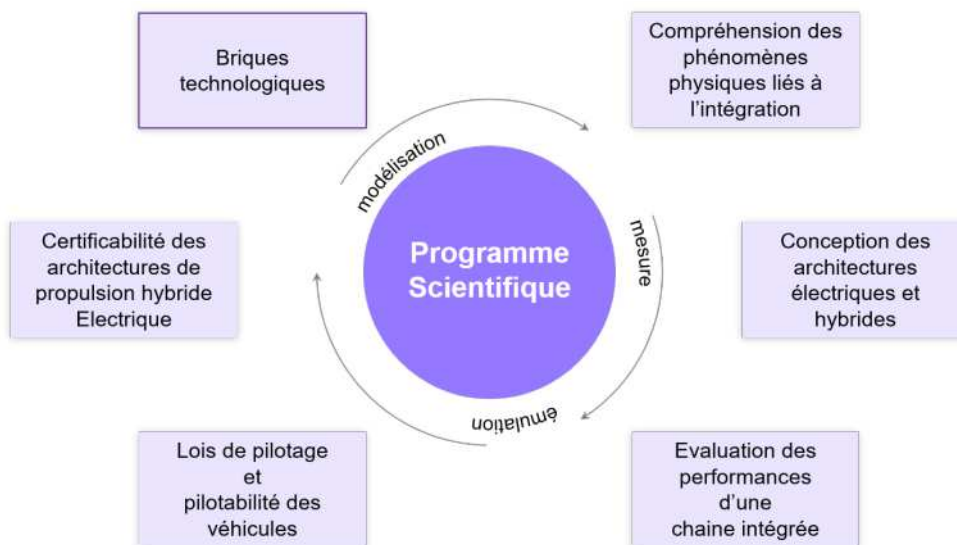 Briques
technologiques
Compréhension des
phénomènes
physiques liés à
l'intégration
modélisation
Certificabilité des
architectures de
propulsion hybride
Electrique
Programme
Scientifique
mesure
Conception des
architectures
électriques et
hybrides
émulation
Lois de pilotage
et
pilotabilité des
véhicules
Evaluation des
performances
d'une
chaine intégrée